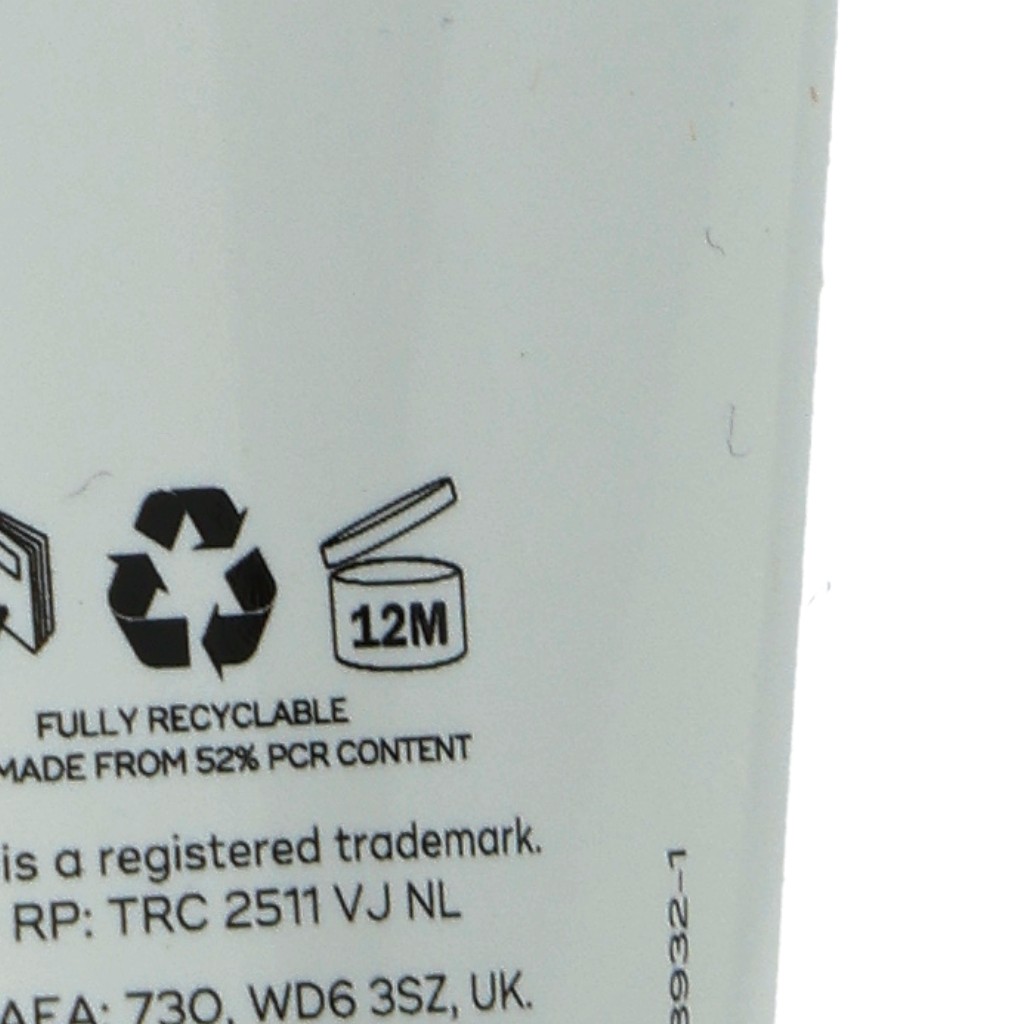 12M
FULLY RECYCLABLE
MADE FROM 52% PCR CONTENT
is a registered trademark.
RP: TRC 2511 VJ NL
AFA: 730, WD6 3SZ, UK.
3932-1